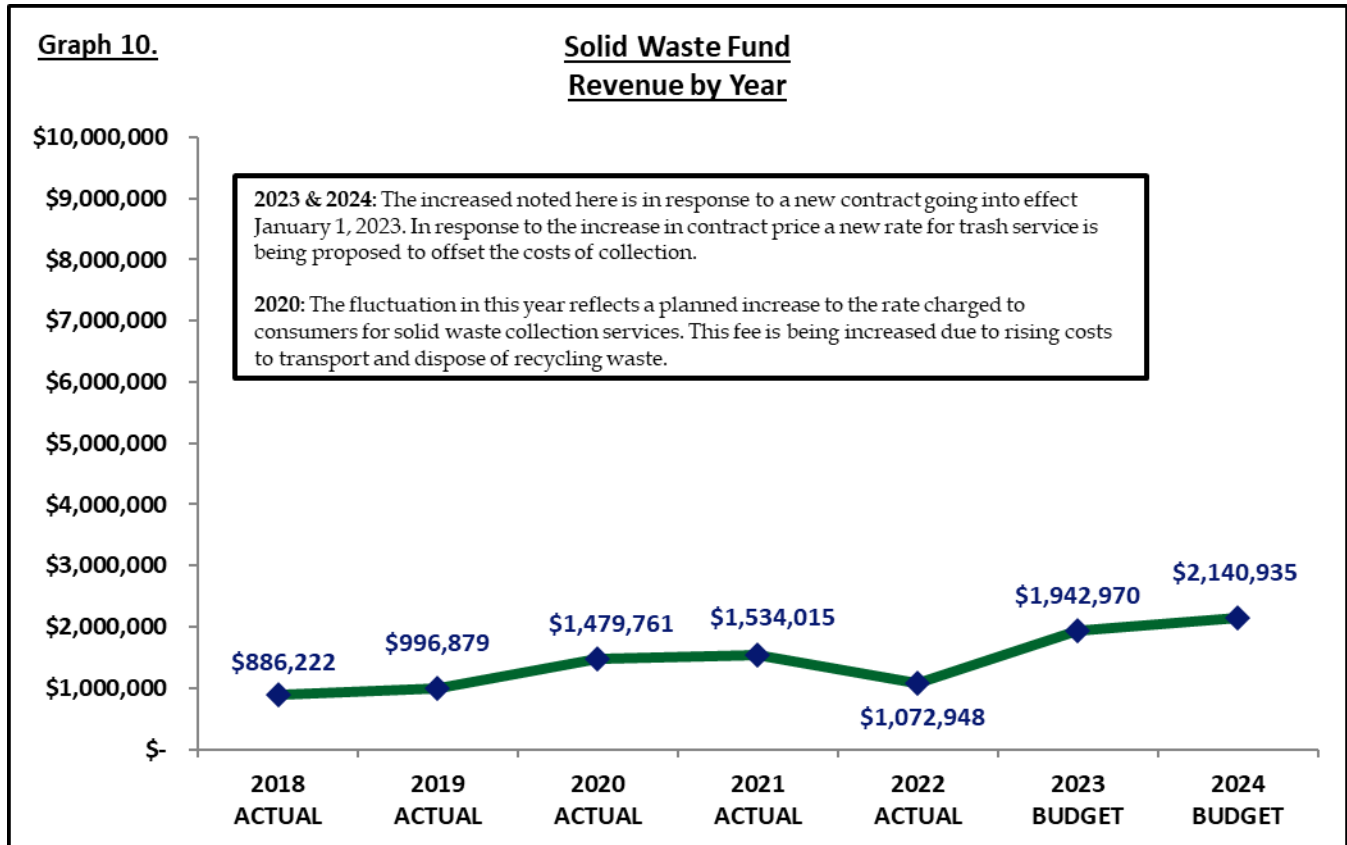 Graph 10.
Solid Waste Fund
Revenue by Year
$10,000,000
$9,000,000
$8,000,000
$7,000,000
$6,000,000
$5,000,000
$4,000,000
$3,000,000
$2,000,000
$1,000,000
$-
2023 & 2024: The increased noted here is in response to a new contract going into effect
January 1, 2023. In response to the increase in contract price a new rate for trash service is
being proposed to offset the costs of collection.
2020: The fluctuation in this year reflects a planned increase to the rate charged to
consumers for solid waste collection services. This fee is being increased due to rising costs
to transport and dispose of recycling waste.
$886,222
$996,879
$1,479,761
$1,534,015
$1,072,948
$1,942,970
$2,140,935
2018
ACTUAL
2019
ACTUAL
2020
ACTUAL
2021
ACTUAL
2022
ACTUAL
2023
BUDGET
2024
BUDGET